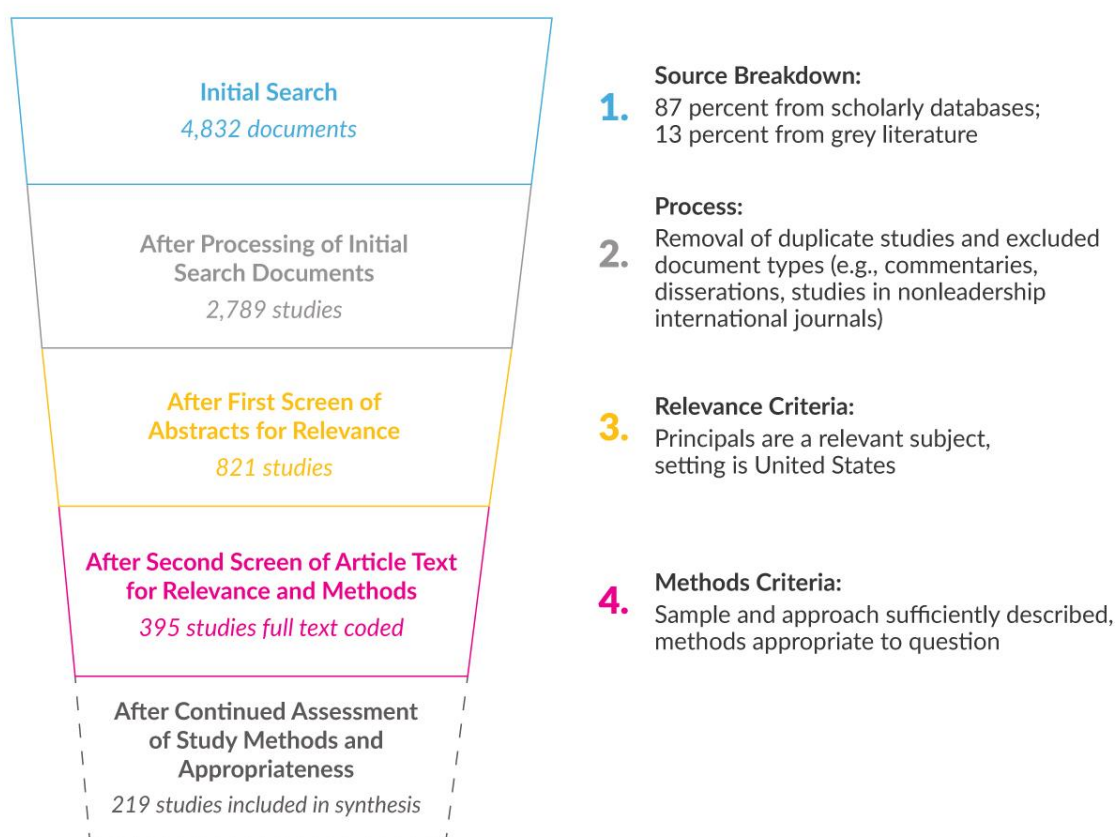 Initial Search
4,832 documents
1.
Source Breakdown:
87 percent from scholarly databases;
13 percent from grey literature
After Processing of Initial
Search Documents
2,789 studies
2.
Process:
Removal of duplicate studies and excluded
document types (e.g., commentaries,
disserations, studies in nonleadership
international journals)
After First Screen of
Abstracts for Relevance
821 studies
3.
Relevance Criteria:
Principals are a relevant subject,
setting is United States
After Second Screen of Article Text
for Relevance and Methods
395 studies full text coded
4.
Methods Criteria:
Sample and approach sufficiently described,
methods appropriate to question
After Continued Assessment
of Study Methods and
Appropriateness
219 studies included in synthesis